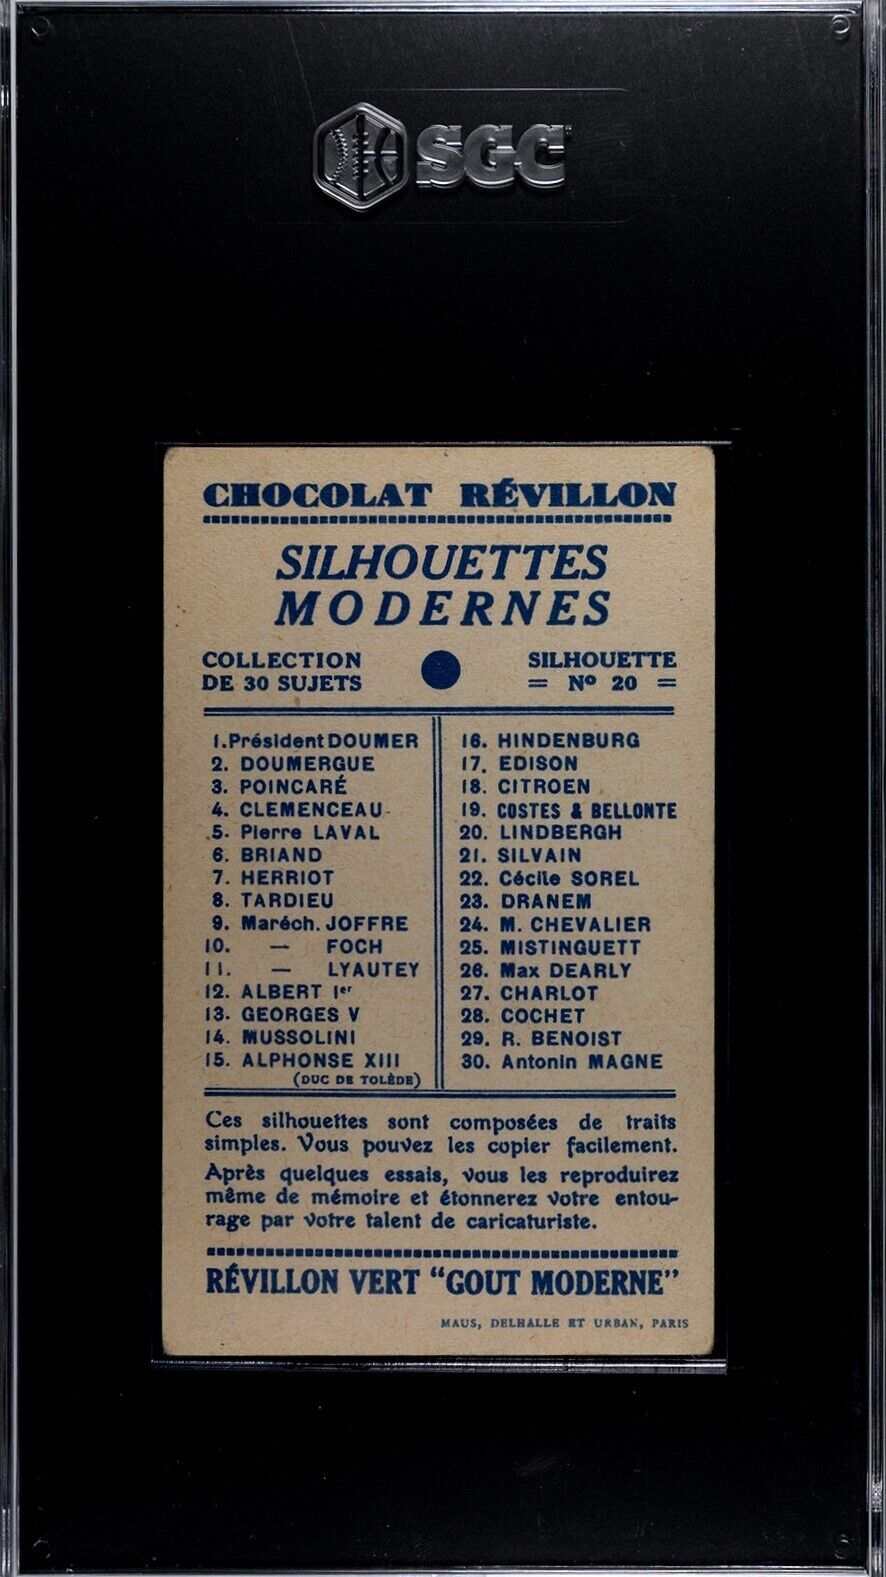 SGC
CHOCOLAT RÉVILLON
SILHOUETTES
MODERNES
COLLECTION
DE 30 SUJETS
SILHOUETTE
= Nº 20 =
1. Président DOUMER
2. DOUMERGUE
3. POINCARÉ
4. CLEMENCEAU
5. Pierre LAVAL
6. BRIAND
7. HERRIOT
8. TARDIEU
9. Maréch. JOFFRE
10. — FOCH
11. — LYAUTEY
12. ALBERT Ier
13. GEORGES V
14. MUSSOLINI
15. ALPHONSE XIII
(DUC DE TOLÈDE)
16. HINDENBURG
17. EDISON
18. CITROEN
19. COSTES & BELLONTE
20. LINDBERGH
21. SILVAIN
22. Cécile SOREL
23. DRANEM
24. M. CHEVALIER
25. MISTINGUETT
26. Max DEARLY
27. CHARLOT
28. COCHET
29. R. BENOIST
30. Antonin MAGNE
Ces silhouettes sont composées de traits
simples. Vous pouvez les copier facilement.
Après quelques essais, vous les reproduirez
même de mémoire et étonnerez votre entou-
rage par votre talent de caricaturiste.
RÉVILLON VERT "GOUT MODERNE"
MAUS, DELHALLE ET URBAN, PARIS